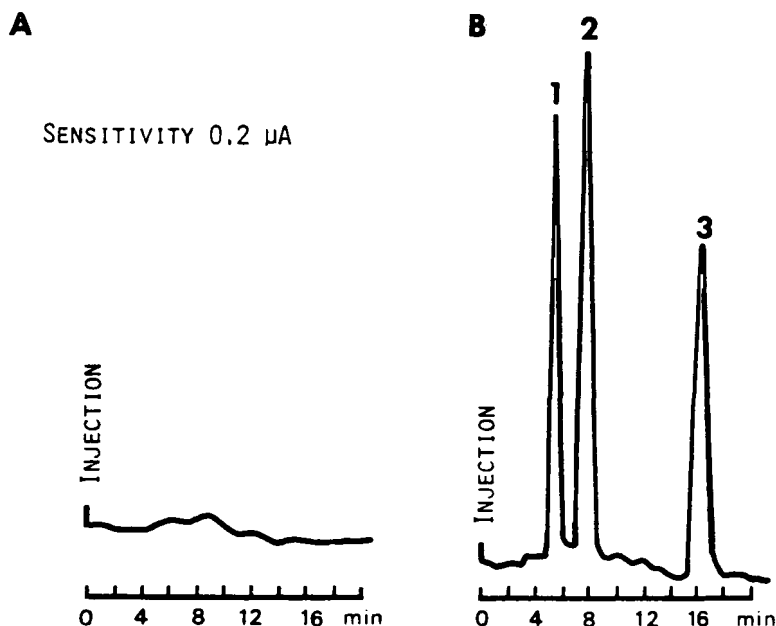 A
SENSITIVITY 0.2 µA
INJECTION
0 4 8 12 16 min
B
1
2
3
INJECTION
0 4 8 12 16 min